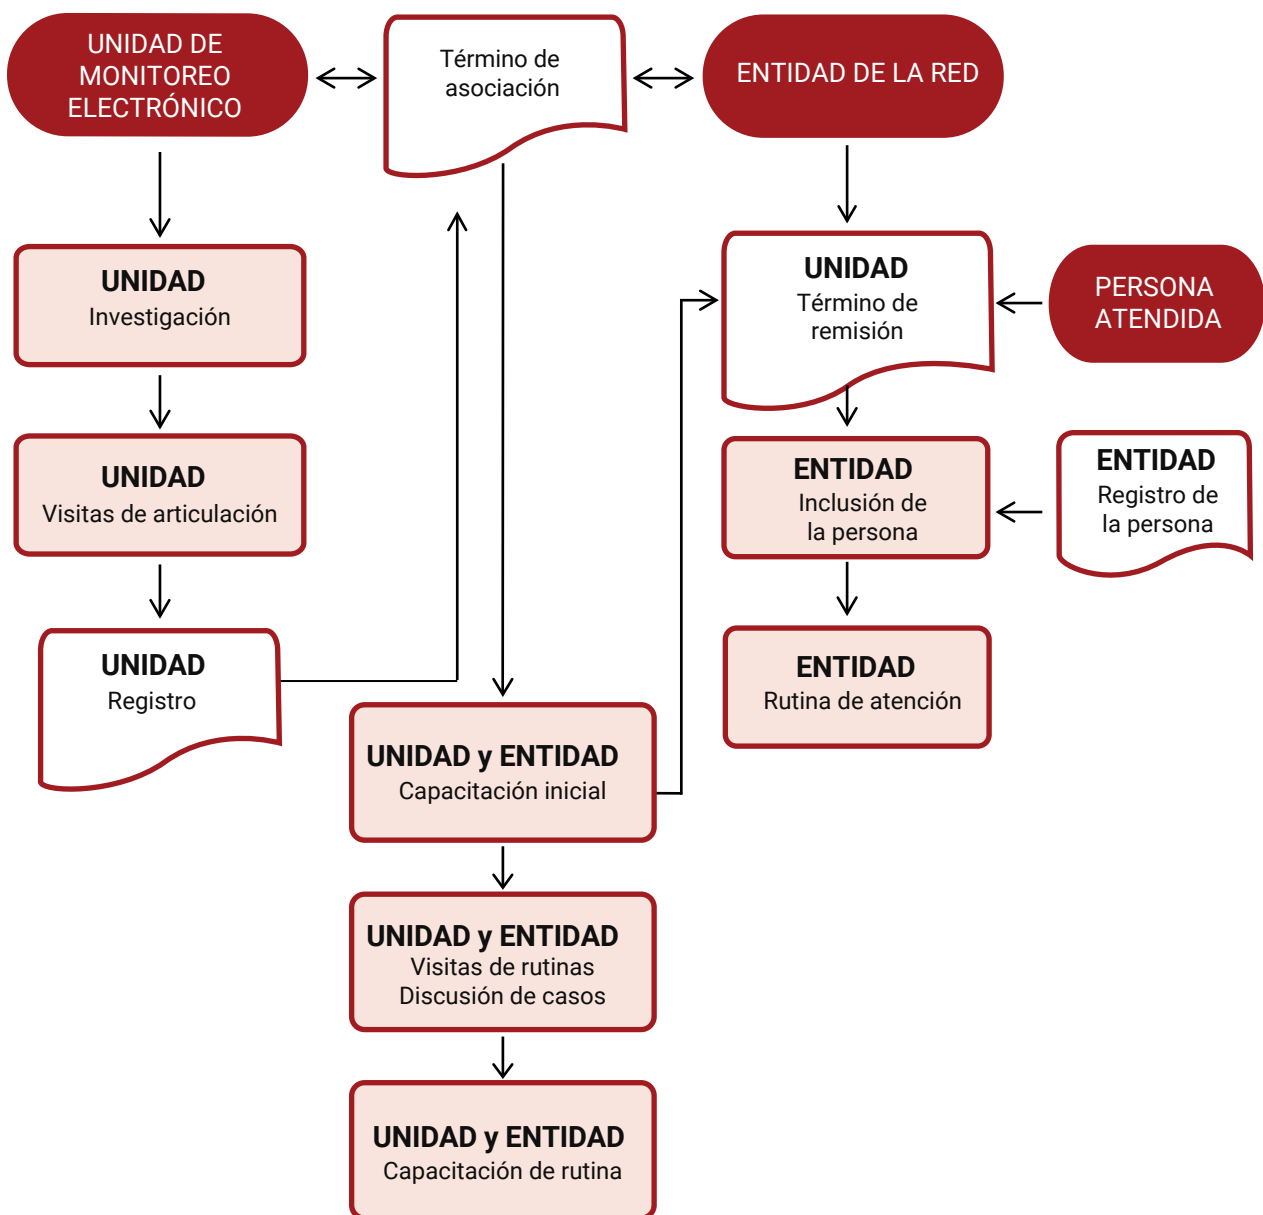 UNIDAD DE
MONITOREO
ELECTRÓNICO
Término de
asociación
ENTIDAD DE LA RED
UNIDAD
Investigación
UNIDAD
Visitas de articulación
UNIDAD
Registro
UNIDAD
Término de
remisión
PERSONA
ATENDIDA
ENTIDAD
Inclusión de
la persona
ENTIDAD
Registro de
la persona
ENTIDAD
Rutina de atención
UNIDAD y ENTIDAD
Capacitación inicial
UNIDAD y ENTIDAD
Visitas de rutinas
Discusión de casos
UNIDAD y ENTIDAD
Capacitación de rutina